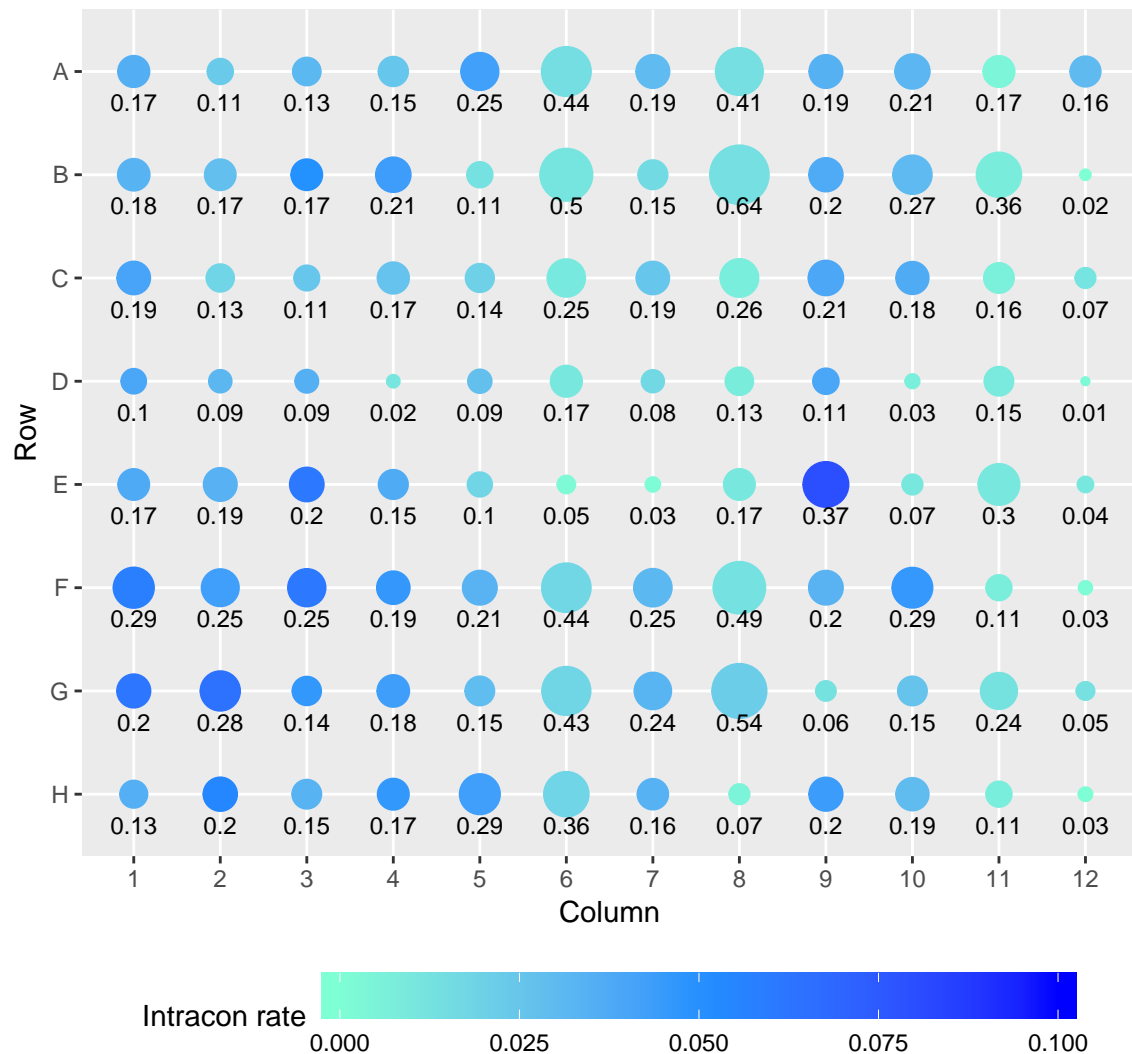 A
0.17 0.11 0.13 0.15 0.25 0.44 0.19 0.41 0.19 0.21 0.17 0.16
B
0.18 0.17 0.17 0.21 0.11 0.5 0.15 0.64 0.2 0.27 0.36 0.02
C
0.19 0.13 0.11 0.17 0.14 0.25 0.19 0.26 0.21 0.18 0.16 0.07
D
0.1 0.09 0.09 0.02 0.09 0.17 0.08 0.13 0.11 0.03 0.15 0.01
Row
E
0.17 0.19 0.2 0.15 0.1 0.05 0.03 0.17 0.37 0.07 0.3 0.04
F
0.29 0.25 0.25 0.19 0.21 0.44 0.25 0.49 0.2 0.29 0.11 0.03
G
0.2 0.28 0.14 0.18 0.15 0.43 0.24 0.54 0.06 0.15 0.24 0.05
H
0.13 0.2 0.15 0.17 0.29 0.36 0.16 0.07 0.2 0.19 0.11 0.03
1 2 3 4 5 6 7 8 9 10 11 12
Column
Intracon rate
0.000 0.025 0.050 0.075 0.100